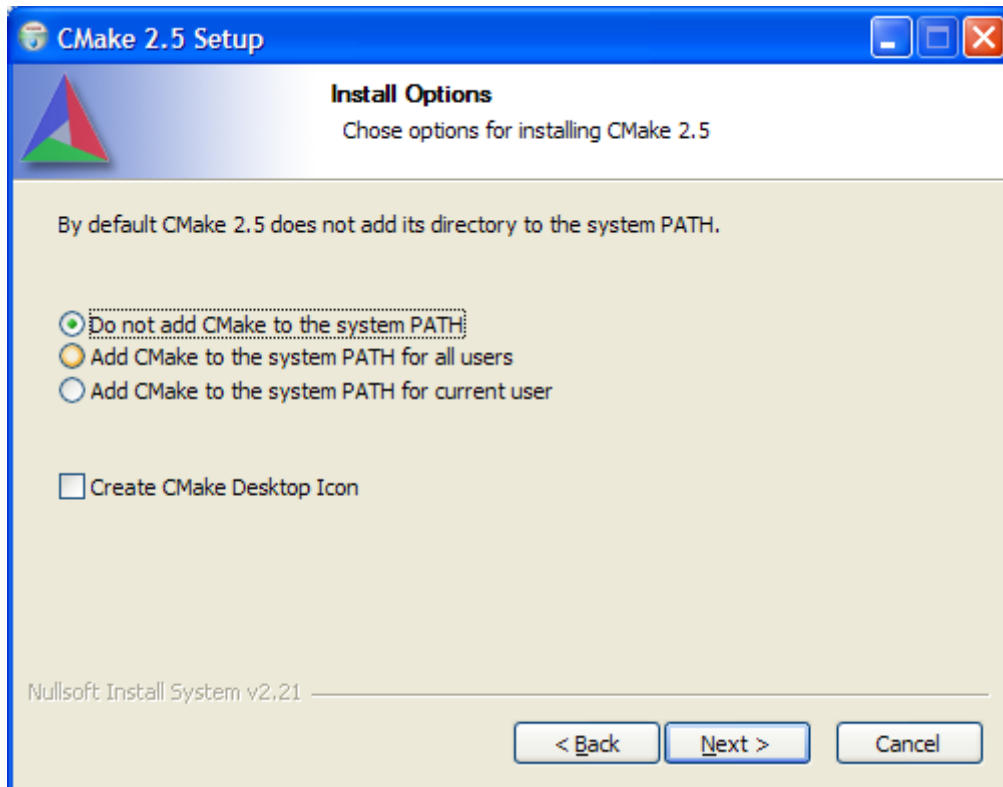 CMake 2.5 Setup
Install Options
Chose options for installing CMake 2.5
By default CMake 2.5 does not add its directory to the system PATH.
Do not add CMake to the system PATH
Add CMake to the system PATH for all users
Add CMake to the system PATH for current user
Create CMake Desktop Icon
Nullsoft Install System v2.21
< Back
Next >
Cancel